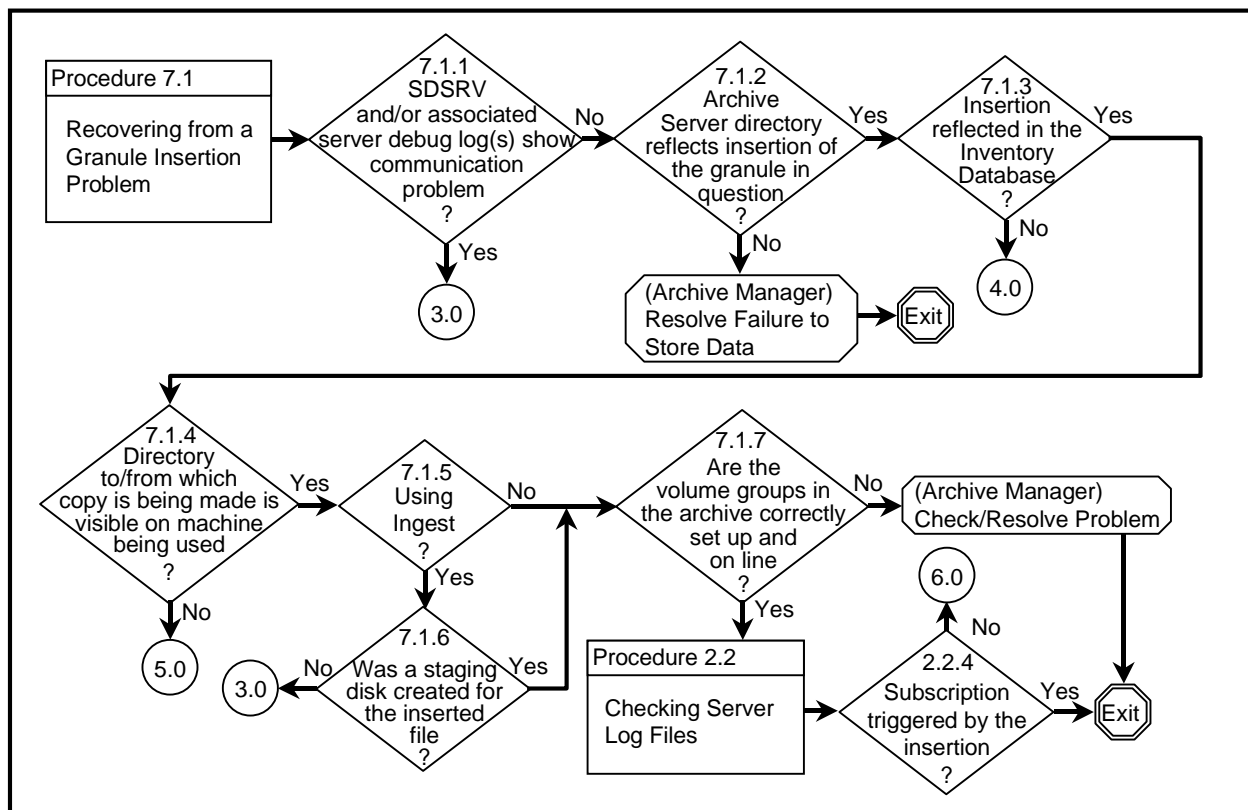 Procedure 7.1
Recovering from a
Granule Insertion
Problem
7.1.1
SDSRV
and/or associated
server debug log(s) show
communication
problem
?
No
Yes
3.0
7.1.2
Archive
Server directory
reflects insertion of
the granule in
question
?
Yes
No
(Archive Manager)
Resolve Failure to
Store Data
Exit
7.1.3
Insertion
reflected in the
Inventory
Database
?
Yes
No
4.0
7.1.4
Directory
to/from which
copy is being made is
visible on machine
being used
?
Yes
No
5.0
7.1.5
Using
Ingest
?
No
Yes
7.1.6
Was a staging
disk created for
the inserted
file
?
No
3.0
Yes
7.1.7
Are the
volume groups in
the archive correctly
set up and
on line
?
No
(Archive Manager)
Check/Resolve Problem
Yes
Procedure 2.2
Checking Server
Log Files
2.2.4
Subscription
triggered by the
insertion
?
No
6.0
Yes
Exit